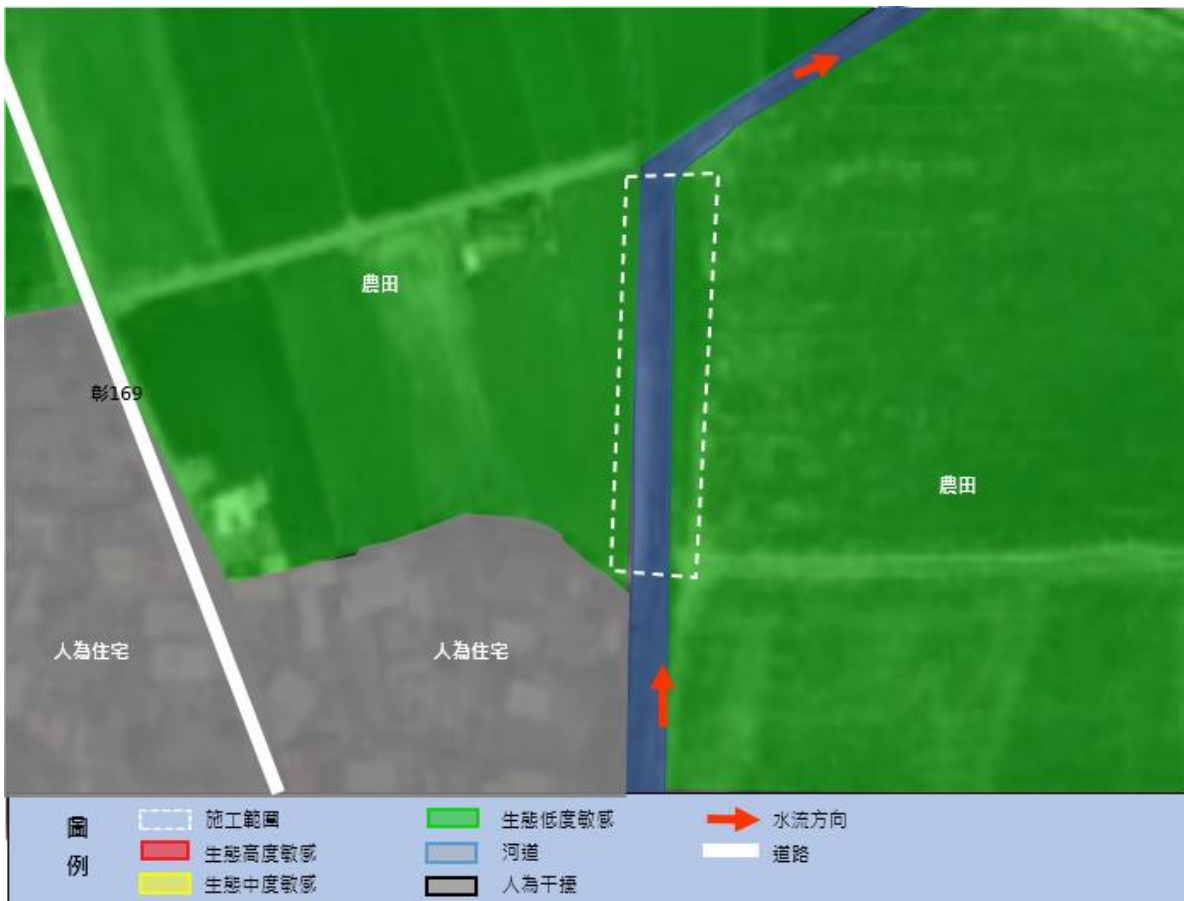 農田
彰169
農田
人為住宅
人為住宅
圖例
施工範圍
生態高度敏感
生態中度敏感
生態低度敏感
河道
人為干擾
水流方向
道路